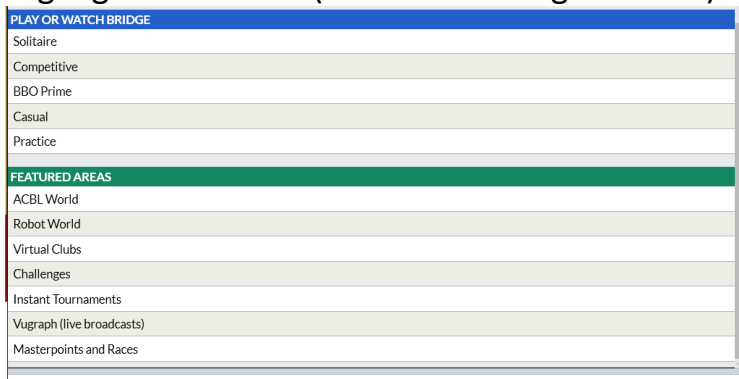 PLAY OR WATCH BRIDGE
Solitaire
Competitive
BBO Prime
Casual
Practice
FEATURED AREAS
ACBL World
Robot World
Virtual Clubs
Challenges
Instant Tournaments
Vugraph (live broadcasts)
Masterpoints and Races